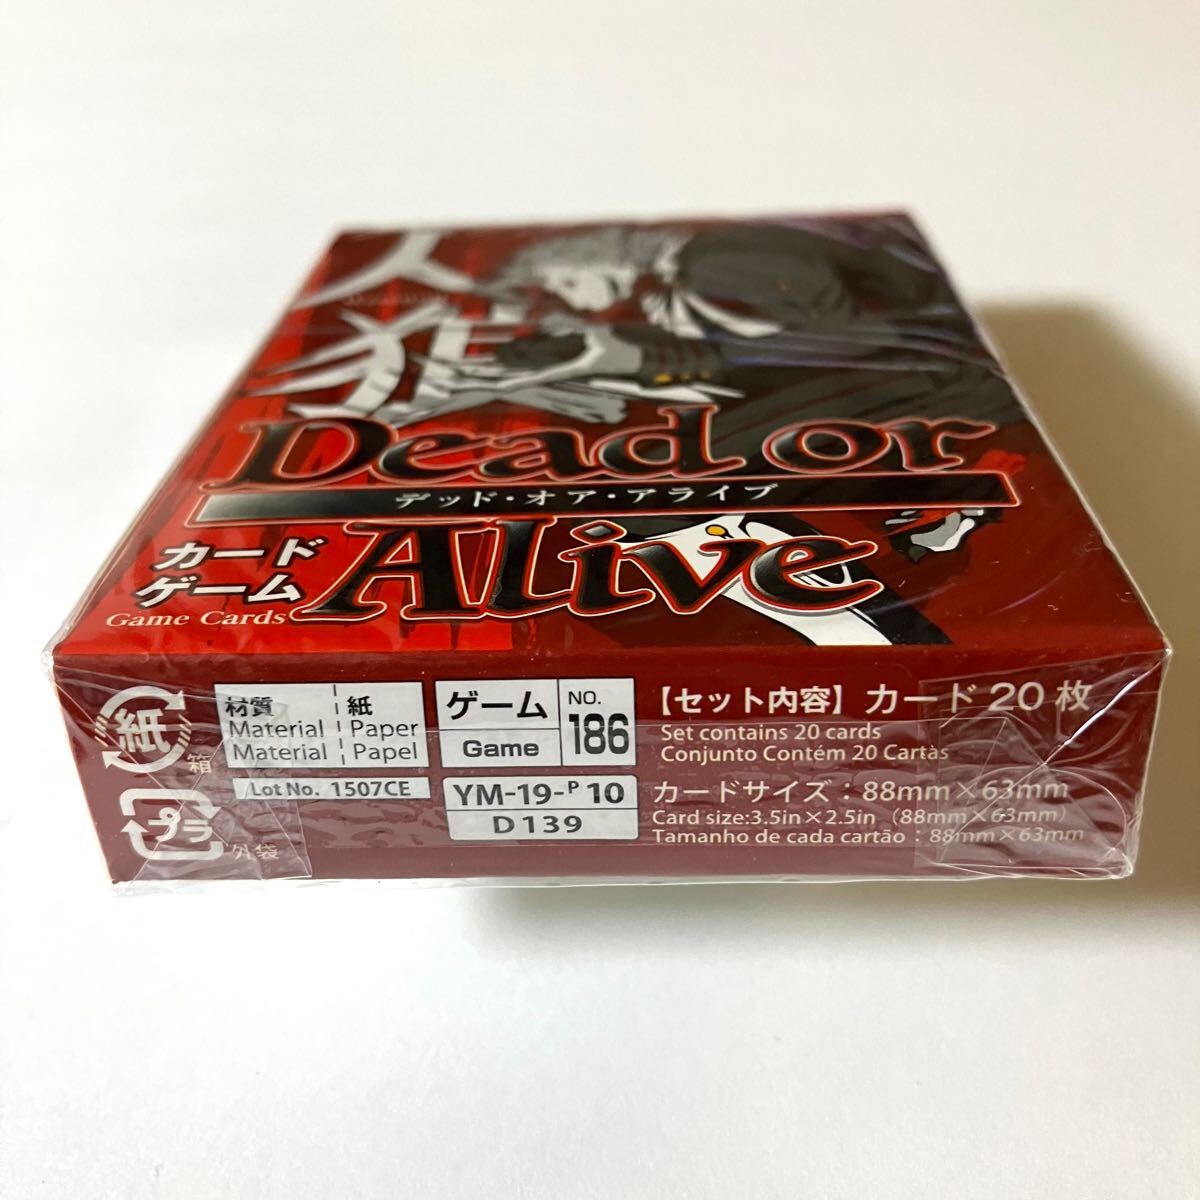 人狼
Dead or
デッド・オア・アライブ
Alive
カード
ゲーム
Game Cards
紙
箱
プラ
外袋
材質 紙
Material Paper
Material Papel
Lot No. 1507CE
ゲーム
Game
NO.
186
YM-19-P10
D139
【セット内容】カード20枚
Set contains 20 cards
Conjunto Contém 20 Cartàs
カードサイズ：88mm×63mm
Card size:3.5in×2.5in（88mm×63mm）
Tamanho de cada cartão：88mm×63mm